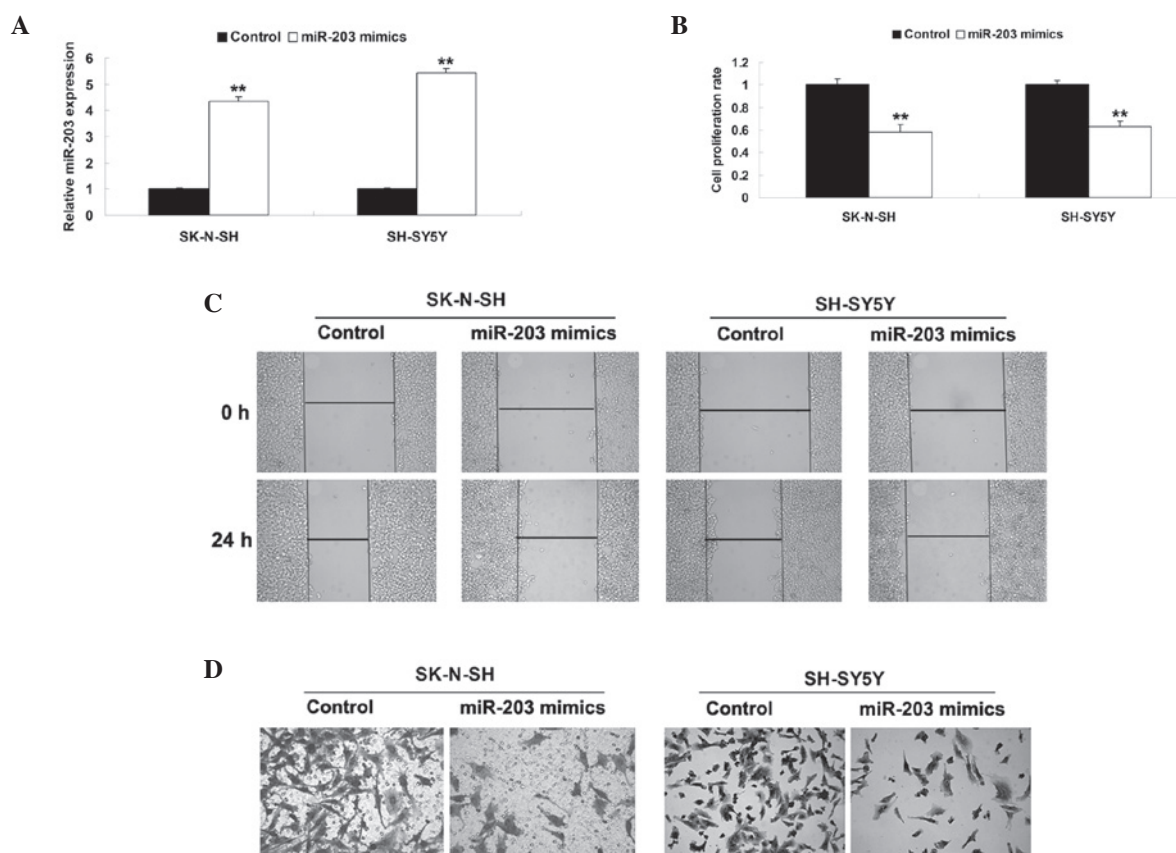 A
Control miR-203 mimics
Relative miR-203 expression
6
5
4
3
2
1
0
**
**
SK-N-SH
SH-SY5Y
B
Control miR-203 mimics
Cell proliferation rate
1.2
1
0.8
0.6
0.4
0.2
0
**
**
SK-N-SH
SH-SY5Y
C
SK-N-SH
SH-SY5Y
Control
miR-203 mimics
Control
miR-203 mimics
0 h
24 h
D
SK-N-SH
SH-SY5Y
Control
miR-203 mimics
Control
miR-203 mimics